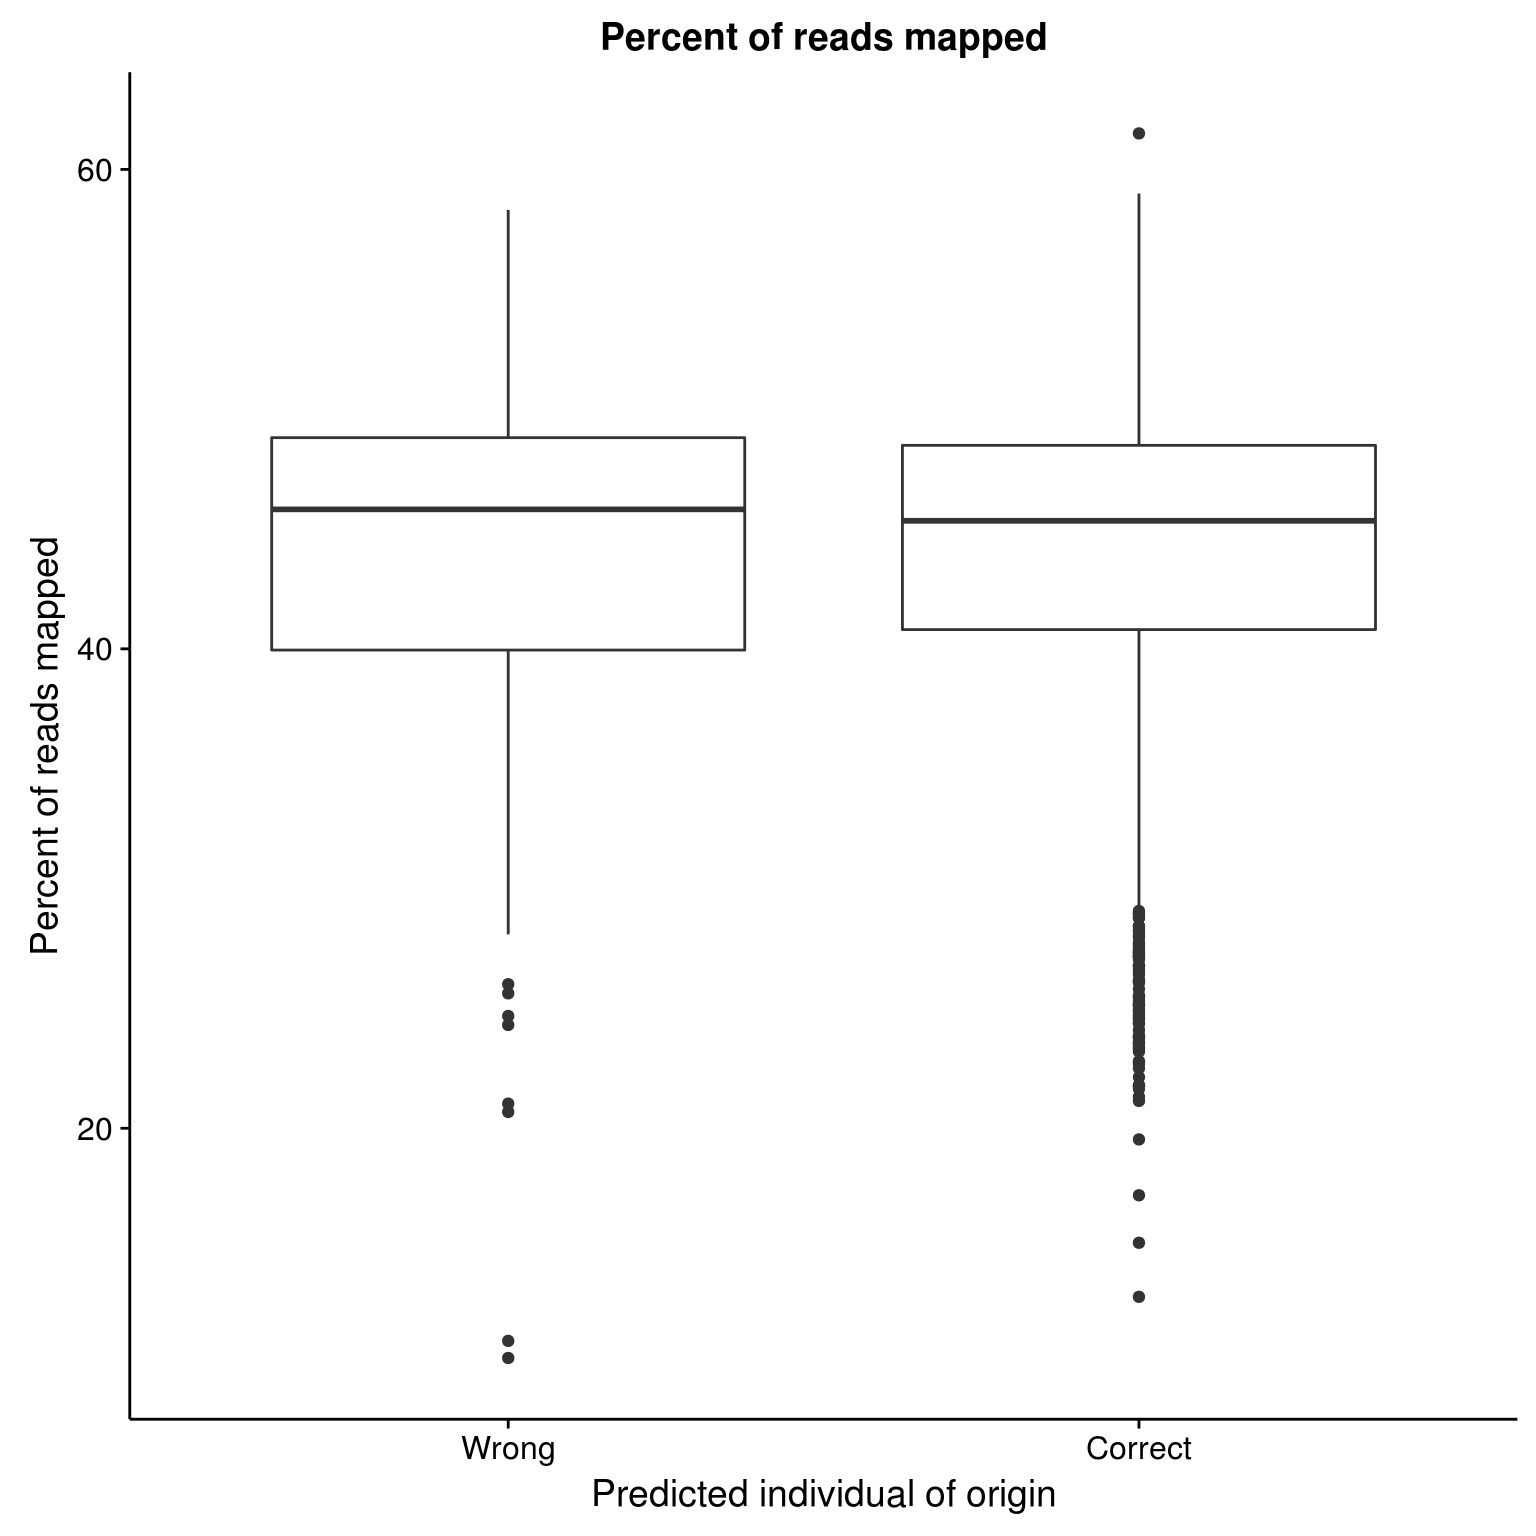 Percent of reads mapped
Percent of reads mapped
60
40
20
Wrong
Correct
Predicted individual of origin